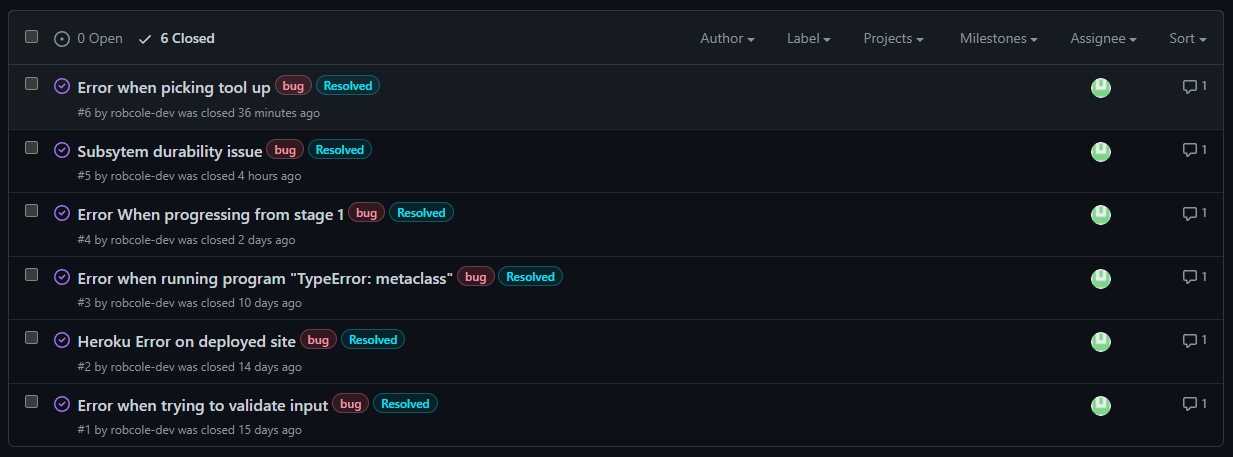 0 Open 6 Closed Author Label Projects Milestones Assignee Sort
Error when picking tool up bug Resolved 1
#6 by robcole-dev was closed 36 minutes ago
Subsytem durability issue bug Resolved 1
#5 by robcole-dev was closed 4 hours ago
Error When progressing from stage 1 bug Resolved 1
#4 by robcole-dev was closed 2 days ago
Error when running program "TypeError: metaclass" bug Resolved 1
#3 by robcole-dev was closed 10 days ago
Heroku Error on deployed site bug Resolved 1
#2 by robcole-dev was closed 14 days ago
Error when trying to validate input bug Resolved 1
#1 by robcole-dev was closed 15 days ago